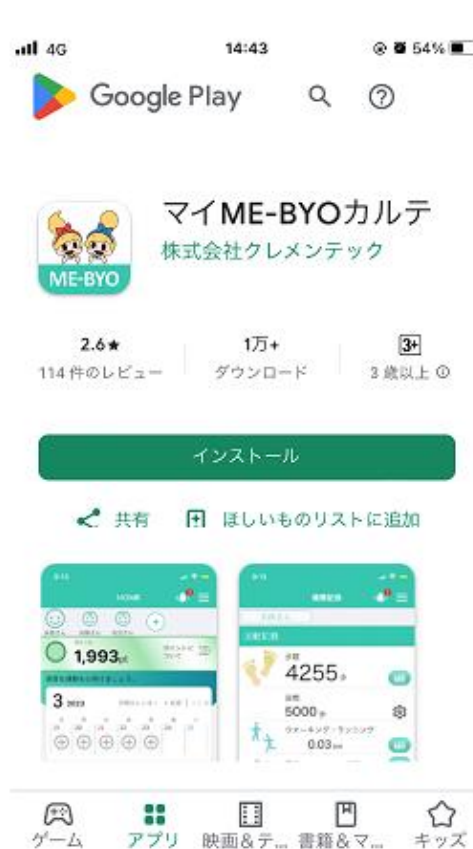 4G 14:43 54%
Google Play
マイME-BYOカルテ
株式会社クレメンテック
ME-BYO
2.6★ 1万+ 3+
114 件のレビュー ダウンロード 3 歳以上
インストール
共有 ほしいものリストに追加
HOME
1,993pt
3 2023
4255
5000
ウォーキング・ランニング
0.03
ゲーム アプリ 映画&テ... 書籍&マ... キッズ